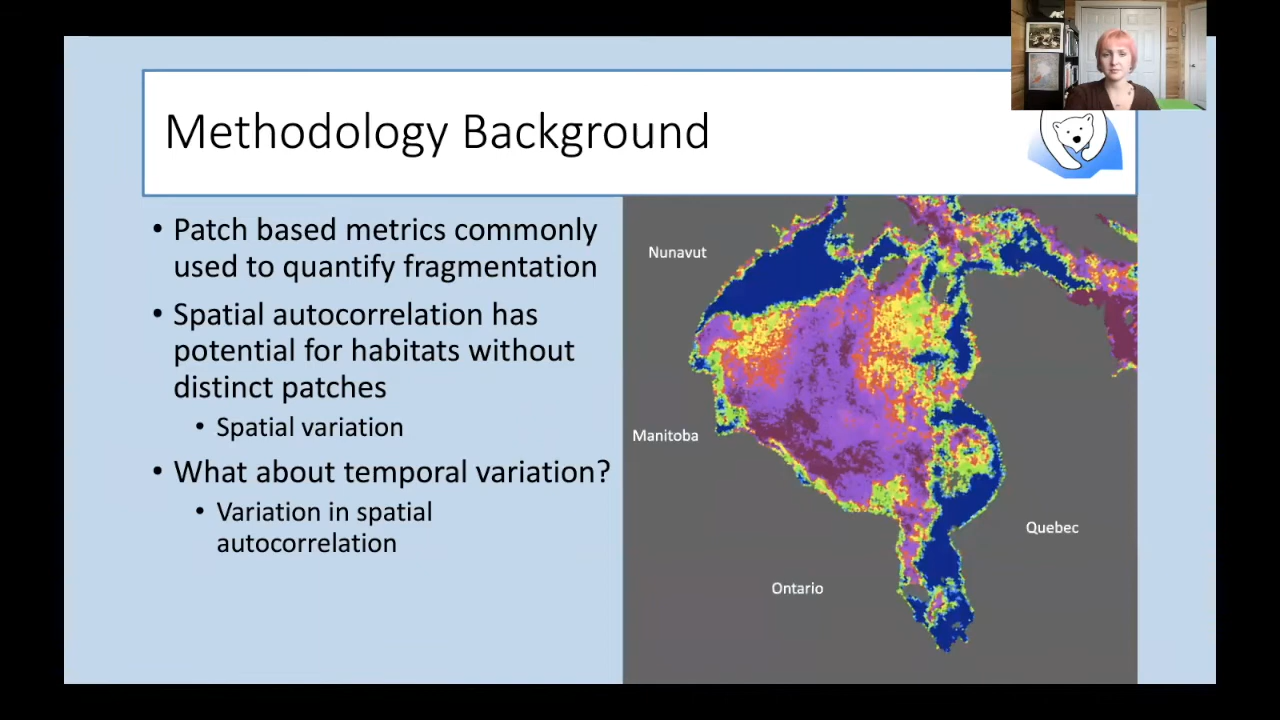 Methodology Background
• Patch based metrics commonly
used to quantify fragmentation
• Spatial autocorrelation has
potential for habitats without
distinct patches
• Spatial variation
• What about temporal variation?
• Variation in spatial
autocorrelation
Nunavut
Manitoba
Quebec
Ontario